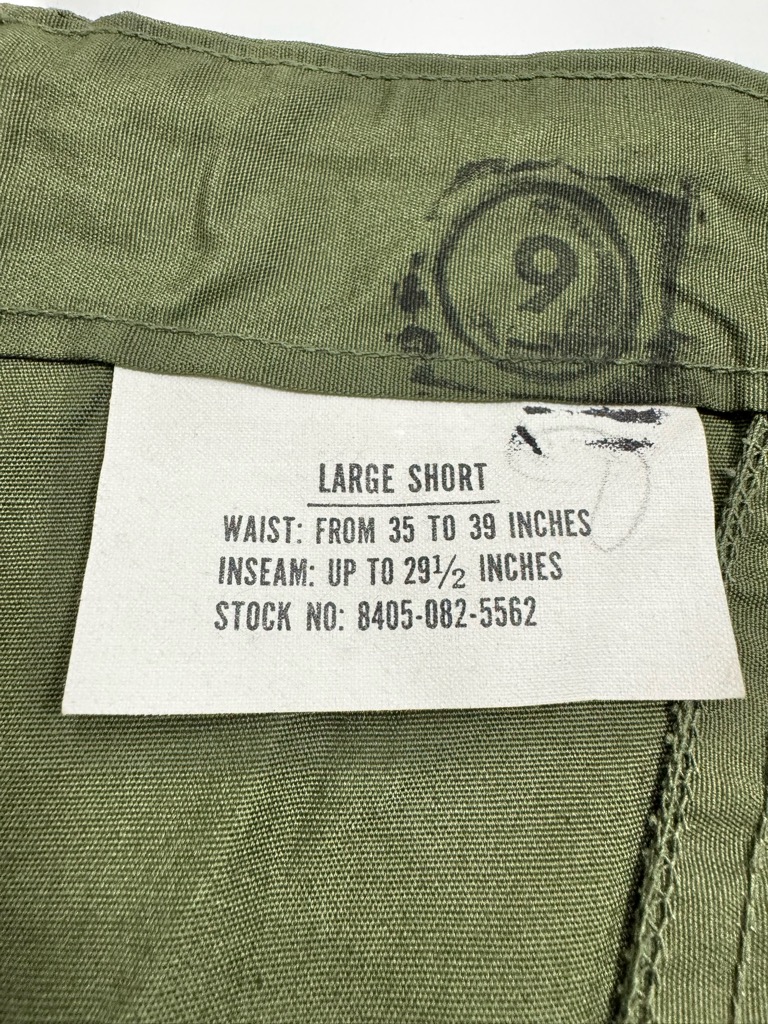 9
LARGE SHORT
WAIST: FROM 35 TO 39 INCHES
INSEAM: UP TO 29½ INCHES
STOCK NO: 8405-082-5562